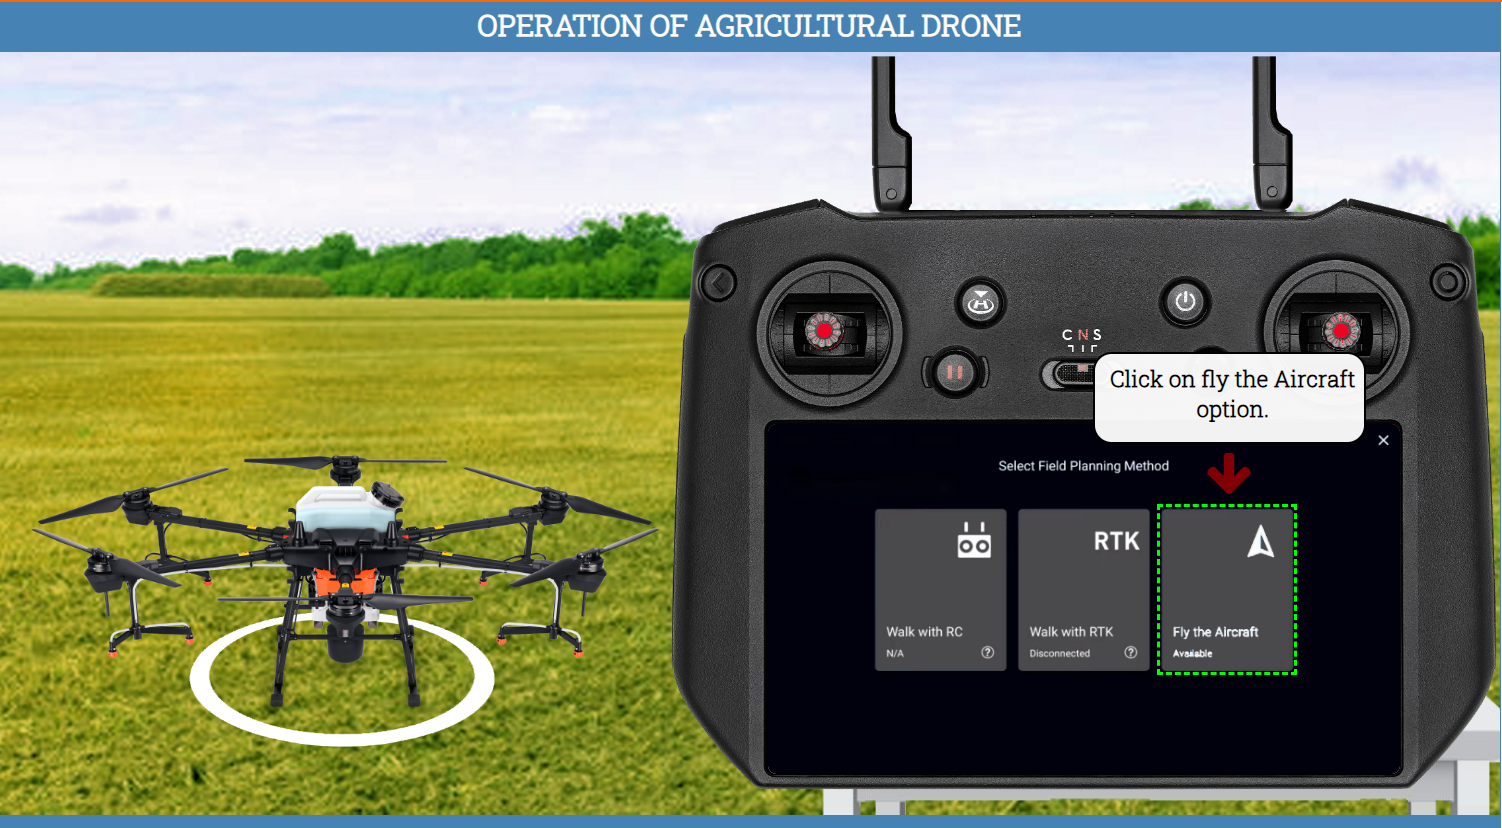 OPERATION OF AGRICULTURAL DRONE
C N S
Click on fly the Aircraft
option.
Select Field Planning Method
RTK
Walk with RC
N/A
Walk with RTK
Disconnected
Fly the Aircraft
Available